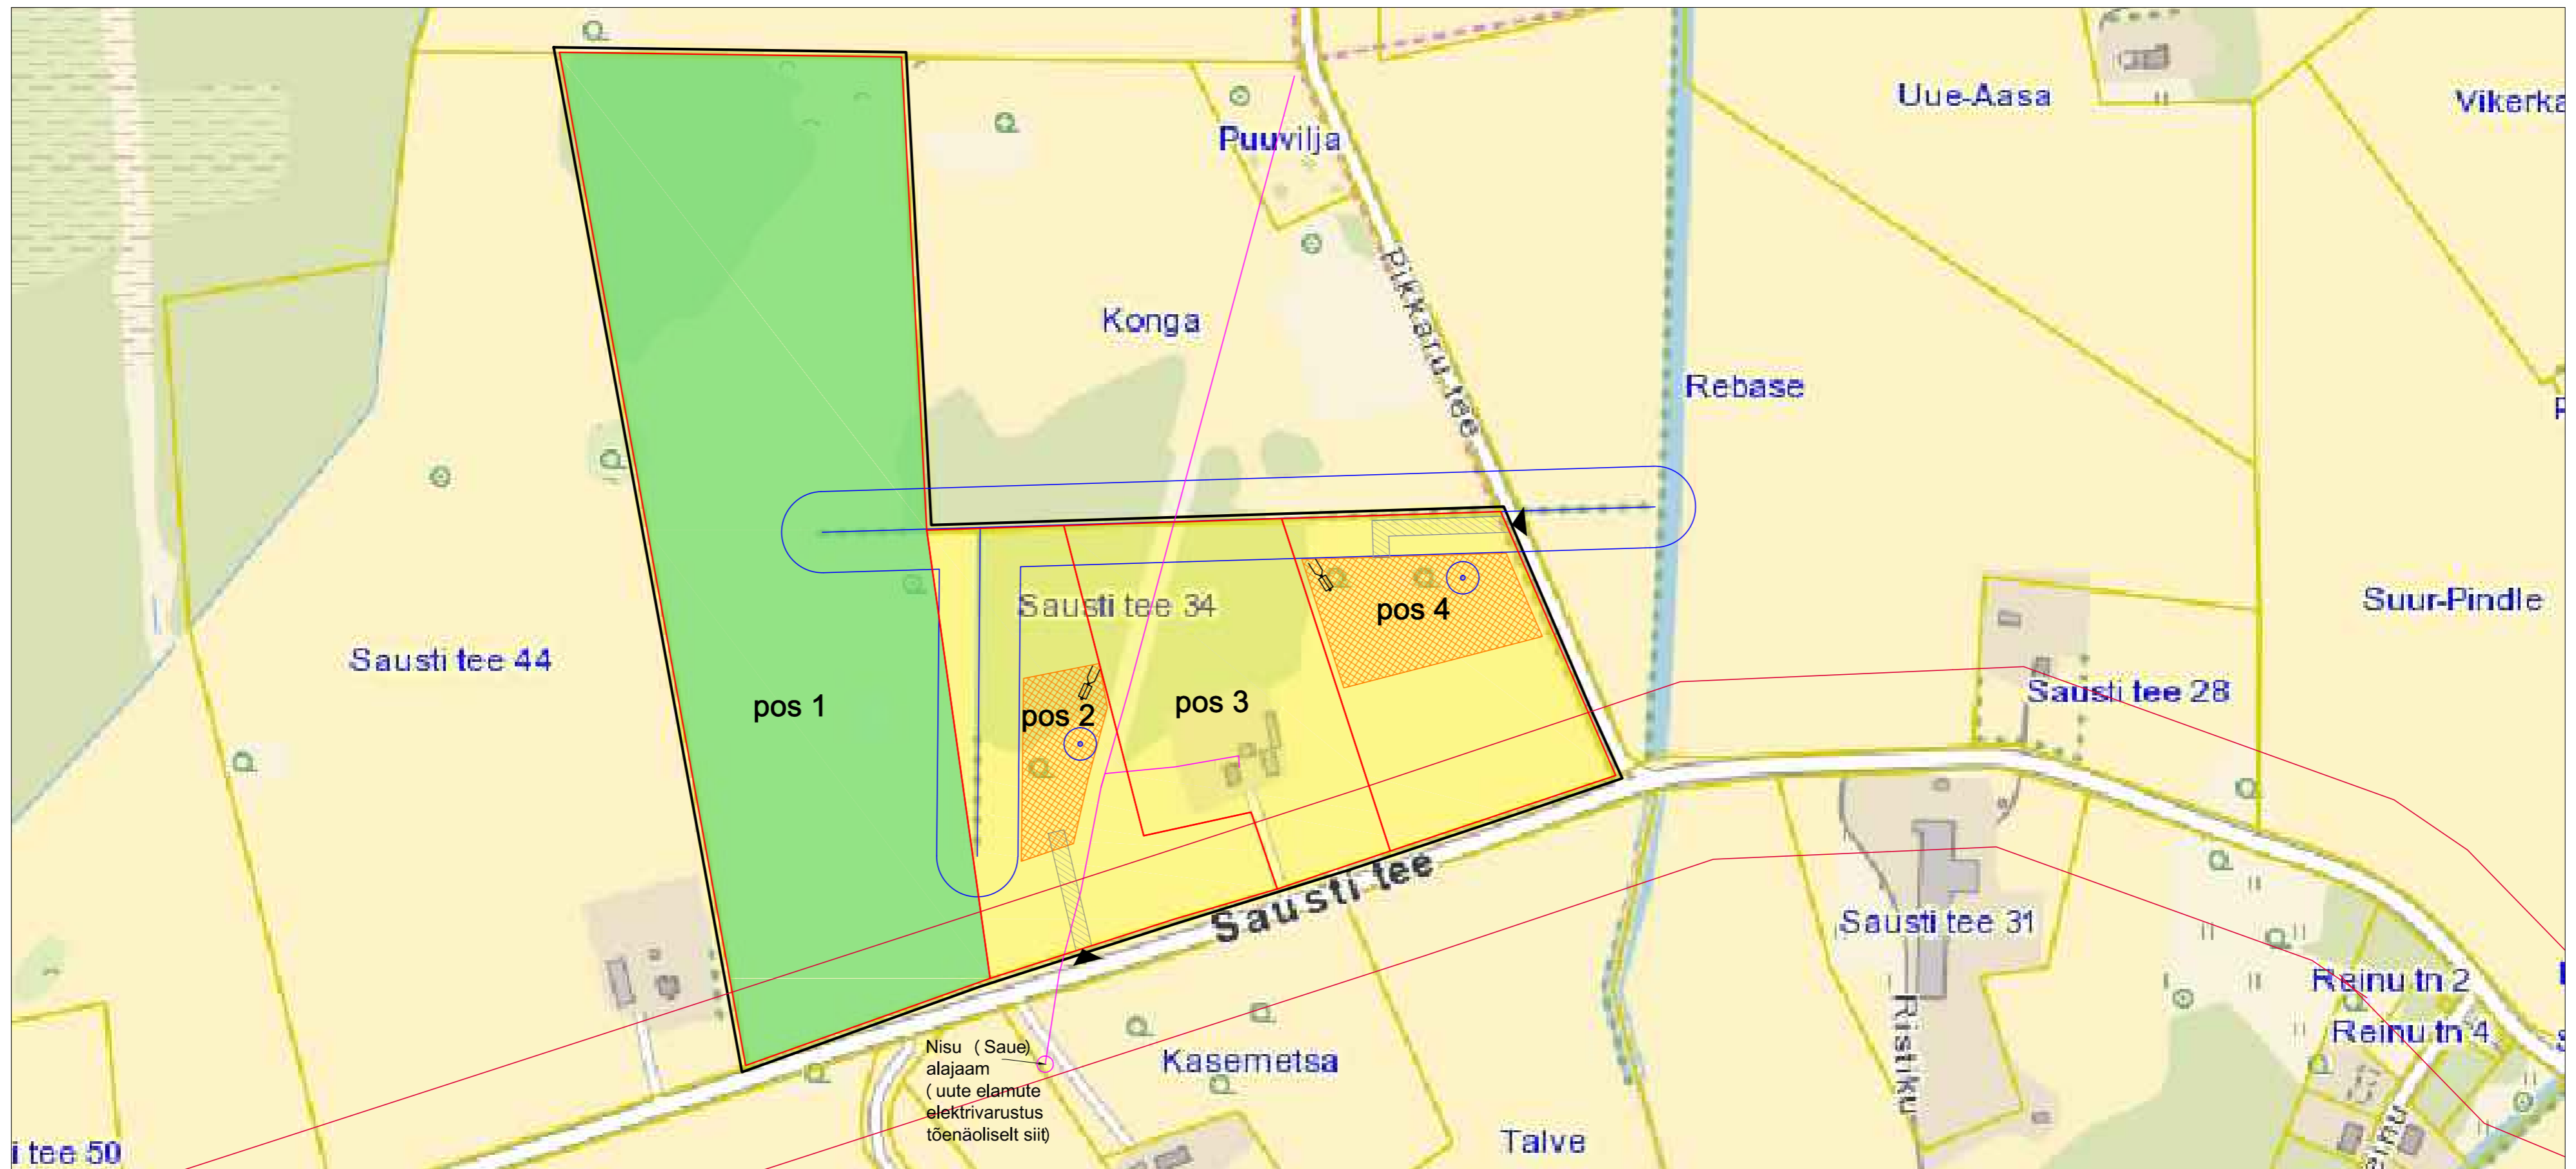 Uue-Aasa
Vikerka
Puuvilja
Konga
Pikkaru tee
Rebase
Sausti tee 34
pos 4
Suur-Pindle
Sausti tee 44
pos 1
pos 2
pos 3
Sausti tee 28
Sausti tee
Sausti tee 31
Reinu tn 2
Reinu tn 4
Ristiku
Nisu (Saue)
alajaam
(uute elamute
elektrivarustus
tõenäoliselt siit)
Kasemetsa
Talve
i tee 50
einu